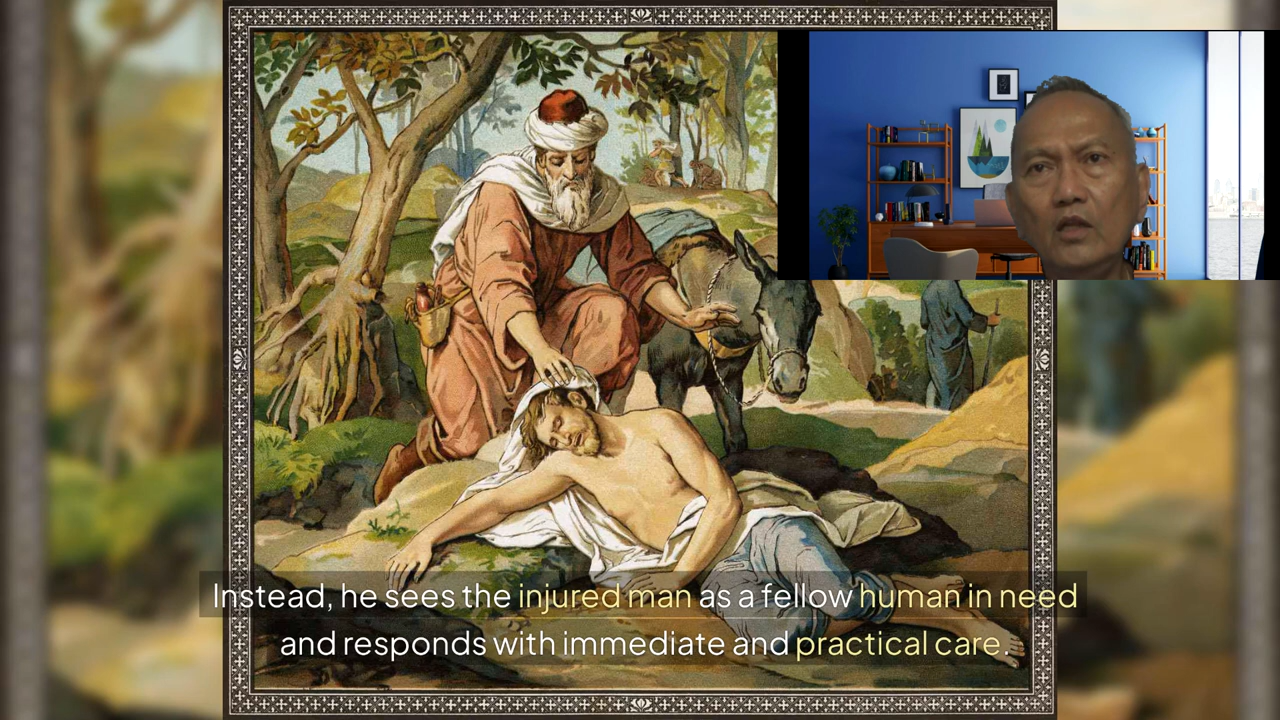 Instead, he sees the injured man as a fellow human in need
and responds with immediate and practical care.